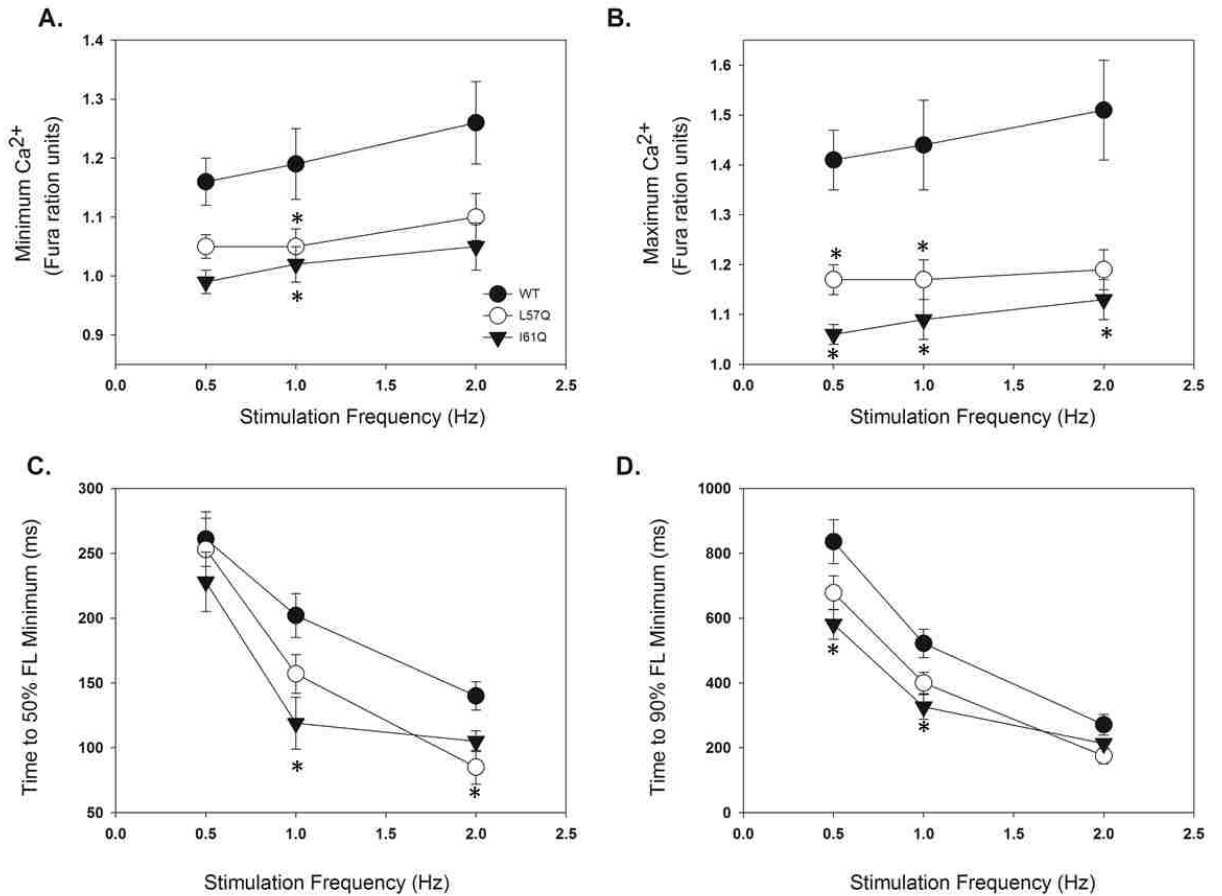 A.
Minimum Ca2+
(Fura ration units)
1.4
1.3
1.2
1.1
1.0
0.9
*
*
WT
L57Q
I61Q
0.0 0.5 1.0 1.5 2.0 2.5
Stimulation Frequency (Hz)
B.
Maximum Ca2+
(Fura ration units)
1.6
1.5
1.4
1.3
1.2
1.1
1.0
* *
* * *
0.0 0.5 1.0 1.5 2.0 2.5
Stimulation Frequency (Hz)
C.
Time to 50% FL Minimum (ms)
300
250
200
150
100
50
* *
0.0 0.5 1.0 1.5 2.0 2.5
Stimulation Frequency (Hz)
D.
Time to 90% FL Minimum (ms)
1000
800
600
400
200
0
*
*
0.0 0.5 1.0 1.5 2.0 2.5
Stimulation Frequency (Hz)